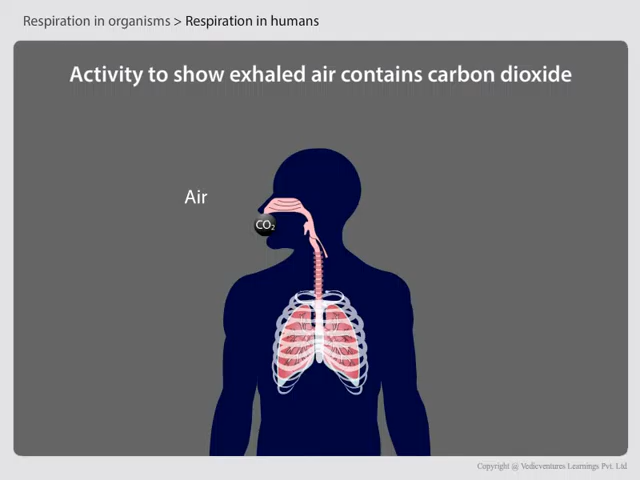 Respiration in organisms > Respiration in humans
Activity to show exhaled air contains carbon dioxide
Air
CO₂
Copyright @ Vedicventures Learnings Pvt. Ltd.